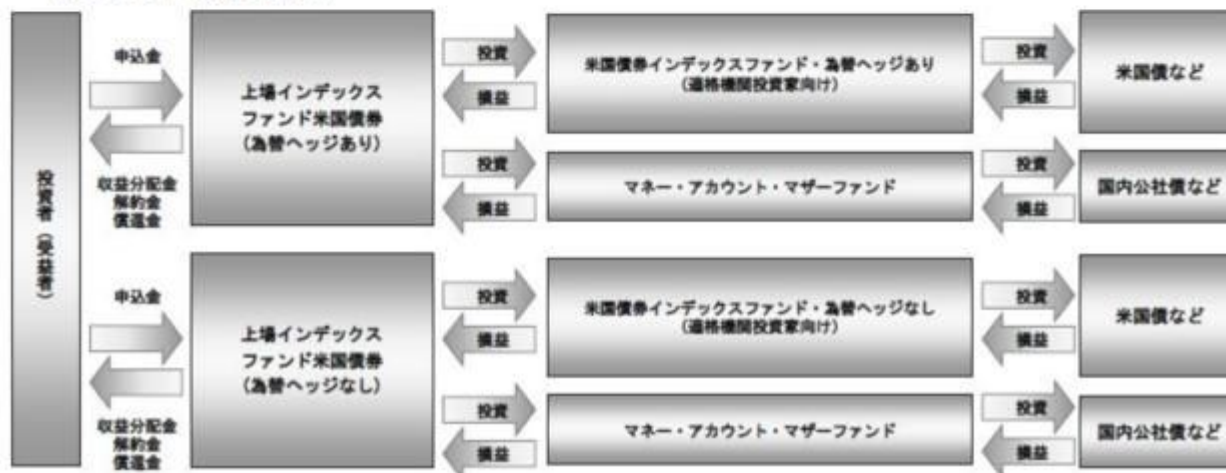 投資者（受益者）
申込金
収益分配金
解約金
償還金
上場インデックス
ファンド米国債券
(為替ヘッジあり)
投資
損益
米国債券インデックスファンド・為替ヘッジあり
(適格機関投資家向け)
投資
損益
米国債など
投資
損益
マネー・アカウント・マザーファンド
投資
損益
国内公社債など
申込金
収益分配金
解約金
償還金
上場インデックス
ファンド米国債券
(為替ヘッジなし)
投資
損益
米国債券インデックスファンド・為替ヘッジなし
(適格機関投資家向け)
投資
損益
米国債など
投資
損益
マネー・アカウント・マザーファンド
投資
損益
国内公社債など